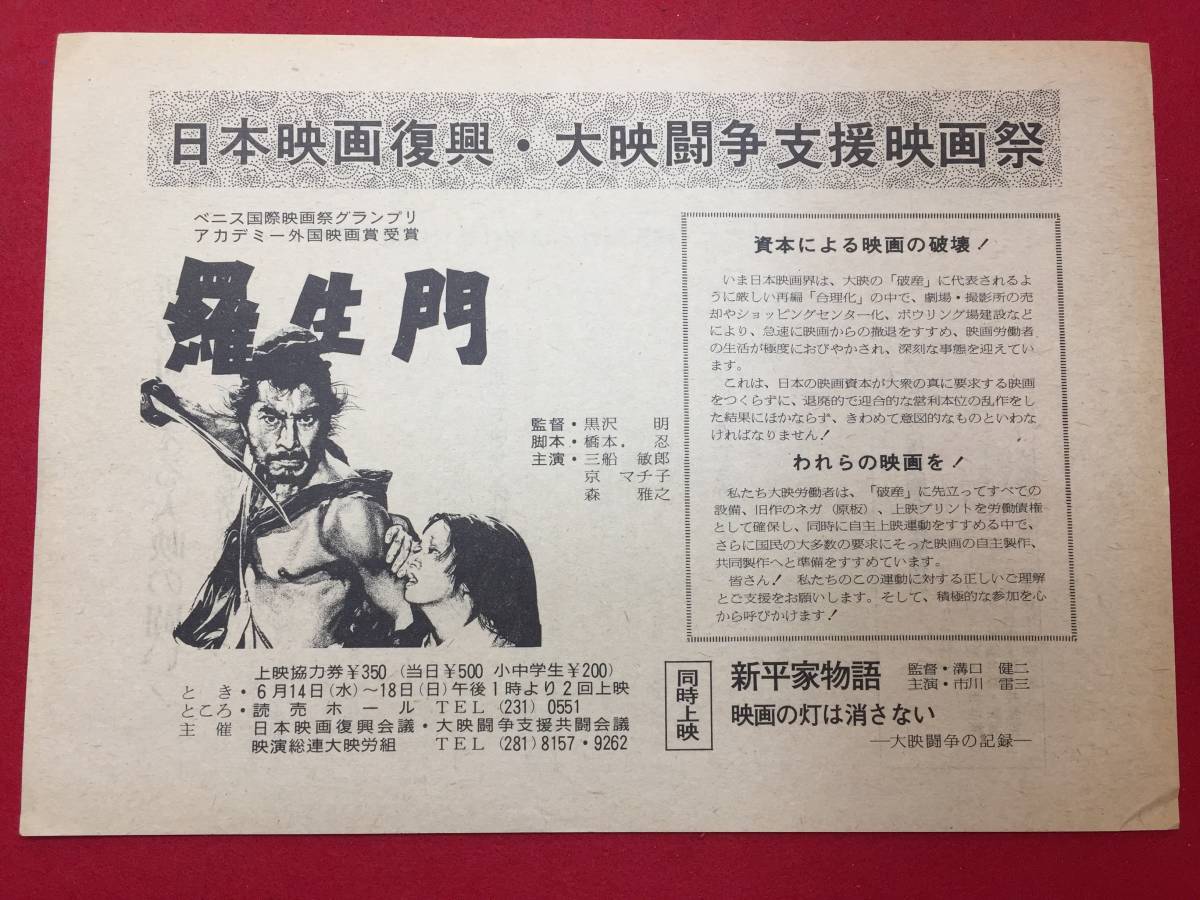 日本映画復興・大映闘争支援映画祭
ベニス国際映画祭グランプリ
アカデミー外国映画賞受賞
羅生門
監督・黒沢　明
脚本・橋本　忍
主演・三船 敏郎
京 マチ子
森 雅之
資本による映画の破壊！
いま日本映画界は、大映の「破産」に代表されるよ
うに厳しい再編「合理化」の中で、劇場・撮影所の売
却やショッピングセンター化、ボウリング場建設など
により、急速に映画からの撤退をすすめ、映画労働者
の生活が極度におびやかされ、深刻な事態を迎えてい
ます。
これは、日本の映画資本が大衆の真に要求する映画
をつくらずに、退廃的で迎合的な営利本位の乱作をし
た結果にほかならず、きわめて意図的なものといわな
ければなりません！
われらの映画を！
私たち大映労働者は、「破産」に先立ってすべての
設備、旧作のネガ（原板）、上映プリントを労働債権
として確保し、同時に自主上映運動をすすめる中で、
さらに国民の大多数の要求にそった映画の自主製作、
共同製作へと準備をすすめています。
皆さん！　私たちのこの運動に対する正しいご理解
とご支援をお願いします。そして、積極的な参加を心
から呼びかけます！
上映協力券￥350（当日￥500 小中学生￥200）
とき・6月14日(水)～18日(日)午後1時より2回上映
ところ・読売ホール　TEL (231) 0551
主催　日本映画復興会議・大映闘争支援共闘会議
映演総連大映労組　TEL (281) 8157・9262
同時上映
新平家物語　監督・溝口　健二
主演・市川　雷三
映画の灯は消さない
―大映闘争の記録―